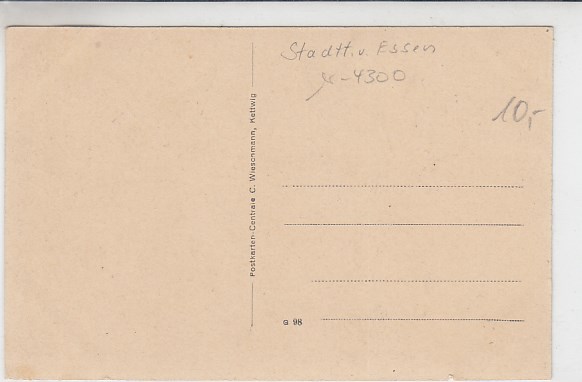 Stadtt. v. Essen
-4300
10,-
Postkarten-Centrale C. Wieschmann, Kettwig
G 98